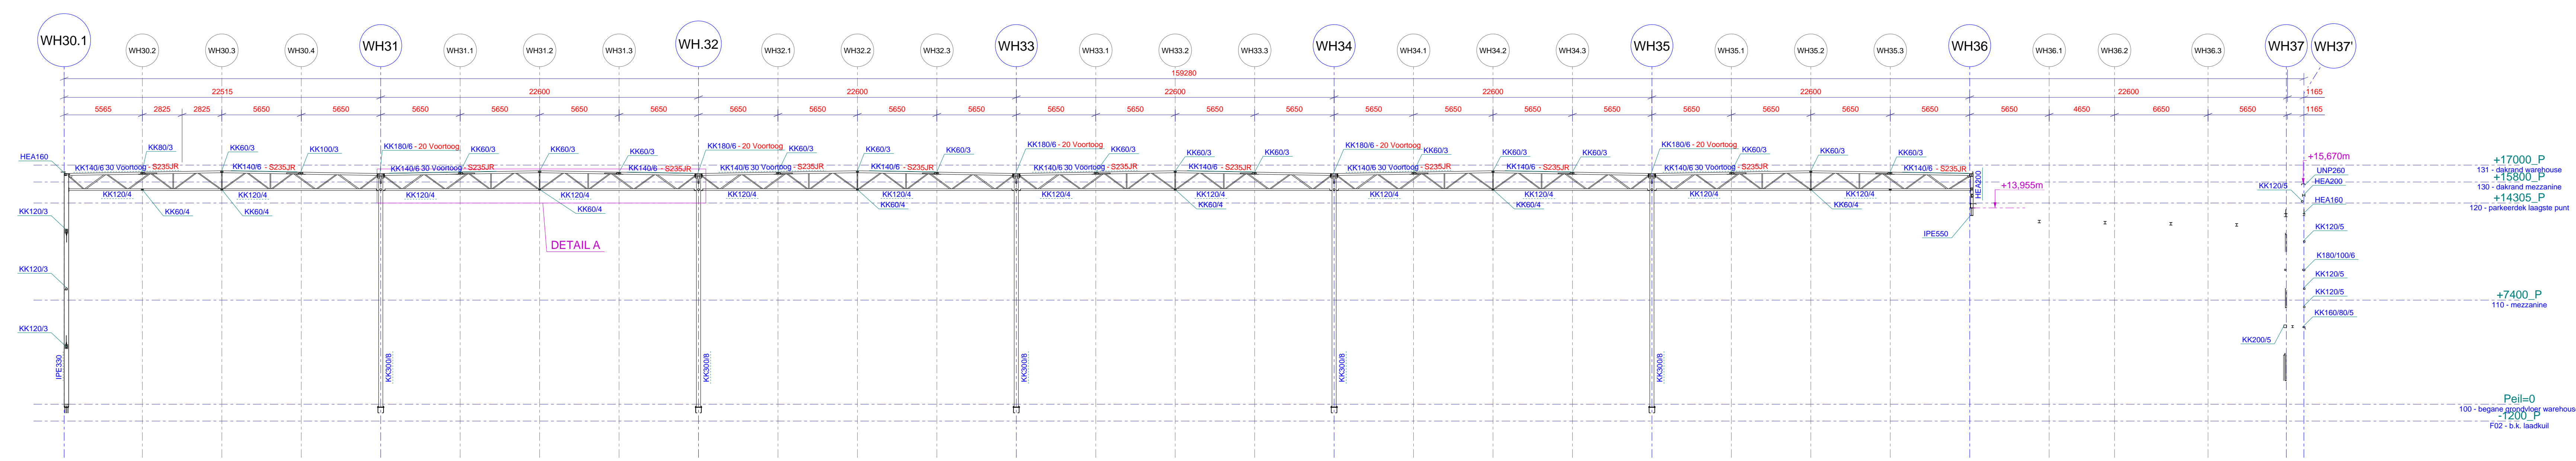 WH30.1 WH30.2 WH30.3 WH30.4 WH31 WH31.1 WH31.2 WH31.3 WH.32 WH32.1 WH32.2 WH32.3 WH33 WH33.1 WH33.2 WH33.3 WH34 WH34.1 WH34.2 WH34.3 WH35 WH35.1 WH35.2 WH35.3 WH36 WH36.1 WH36.2 WH36.3 WH37 WH37'
159280
22515 22600 22600 22600 22600 22600 22600 1165
5565 2825 2825 5650 5650 5650 5650 5650 5650 5650 5650 5650 5650 5650 5650 5650 5650 5650 5650 5650 5650 5650 5650 5650 5650 5650 4650 6650 5650 1165
KK80/3 KK60/3 KK100/3 KK180/6 - 20 Voortoog KK60/3 KK60/3 KK60/3 KK180/6 - 20 Voortoog KK60/3 KK60/3 KK60/3 KK180/6 - 20 Voortoog KK60/3 KK60/3 KK60/3 KK180/6 - 20 Voortoog KK60/3 KK60/3 KK60/3 KK180/6 - 20 Voortoog KK60/3 KK60/3 KK60/3
HEA160
KK140/6 30 Voortoog - S235JR KK140/6 - S235JR KK140/6 30 Voortoog - S235JR KK140/6 - S235JR KK140/6 30 Voortoog - S235JR KK140/6 - S235JR KK140/6 30 Voortoog - S235JR KK140/6 - S235JR KK140/6 30 Voortoog - S235JR KK140/6 - S235JR KK140/6 30 Voortoog - S235JR KK140/6 - S235JR
KK120/4 KK120/4 KK120/4 KK120/4 KK120/4 KK120/4 KK120/4 KK120/4 KK120/4 KK120/4 KK120/4 KK120/4
KK60/4 KK60/4 KK60/4 KK60/4 KK60/4 KK60/4 KK60/4
HEA200
+13,955m
IPE550
DETAIL A
KK120/3
KK120/3
KK120/3
IPE330
KK300/8 KK300/8 KK300/8 KK300/8 KK300/8
+15,670m
UNP260
HEA200
KK120/5
HEA160
KK120/5
K180/100/6
KK120/5
KK120/5
KK160/80/5
KK200/5
+17000_P
131 - dakrand warehouse
+15800_P
130 - dakrand mezzanine
+14305_P
120 - parkeerdek laagste punt
+7400_P
110 - mezzanine
Peil=0
100 - begane grondvloer warehouse
-1200_P
F02 - b.k. laadkuil